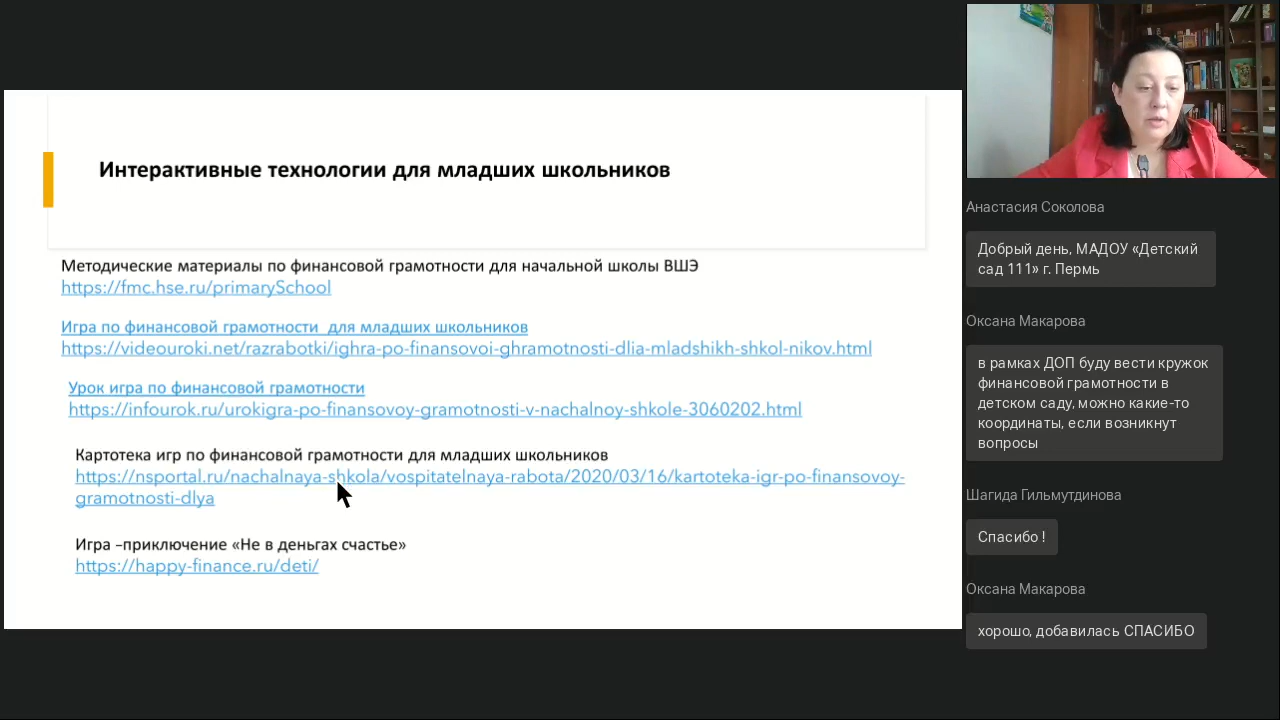 Интерактивные технологии для младших школьников
Методические материалы по финансовой грамотности для начальной школы ВШЭ
https://fmc.hse.ru/primarySchool
Игра по финансовой грамотности для младших школьников
https://videouroki.net/razrabotki/ighra-po-finansovoi-ghramotnosti-dlia-mladshikh-shkol-nikov.html
Урок игра по финансовой грамотности
https://infourok.ru/urokigra-po-finansovoy-gramotnosti-v-nachalnoy-shkole-3060202.html
Картотека игр по финансовой грамотности для младших школьников
https://nsportal.ru/nachalnaya-shkola/vospitatelnaya-rabota/2020/03/16/kartoteka-igr-po-finansovoy-
gramotnosti-dlya
Игра –приключение «Не в деньгах счастье»
https://happy-finance.ru/deti/
Анастасия Соколова
Добрый день, МАДОУ «Детский
сад 111» г. Пермь
Оксана Макарова
в рамках ДОП буду вести кружок
финансовой грамотности в
детском саду, можно какие-то
координаты, если возникнут
вопросы
Шагида Гильмутдинова
Спасибо !
Оксана Макарова
хорошо, добавилась СПАСИБО